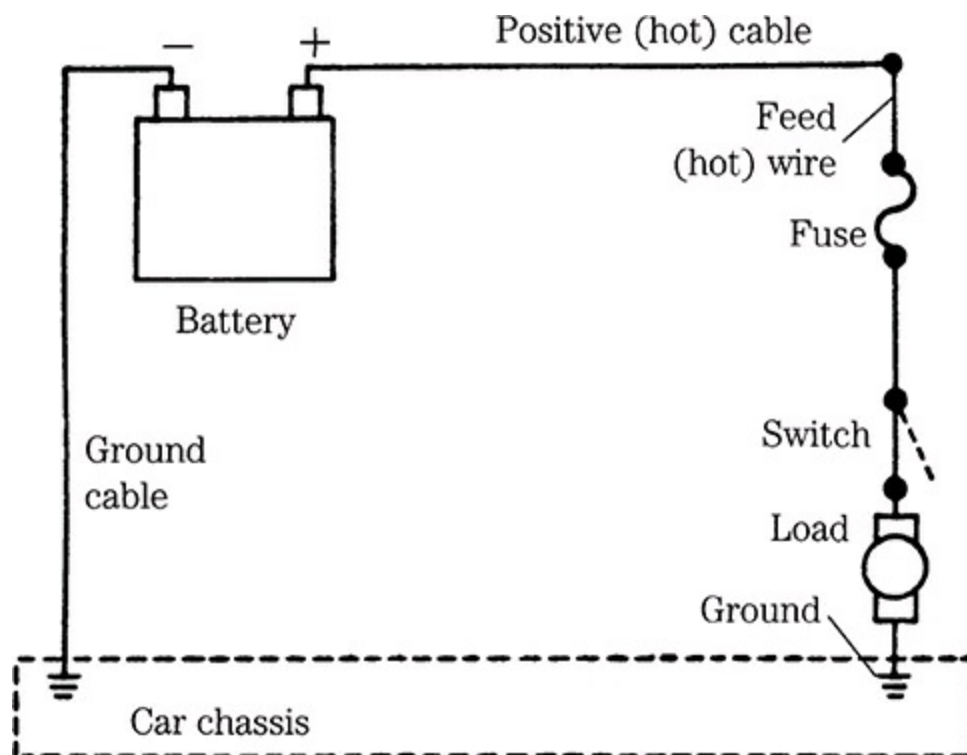 − +
Positive (hot) cable
Feed
(hot) wire
Fuse
Battery
Switch
Ground
cable
Load
Ground
Car chassis